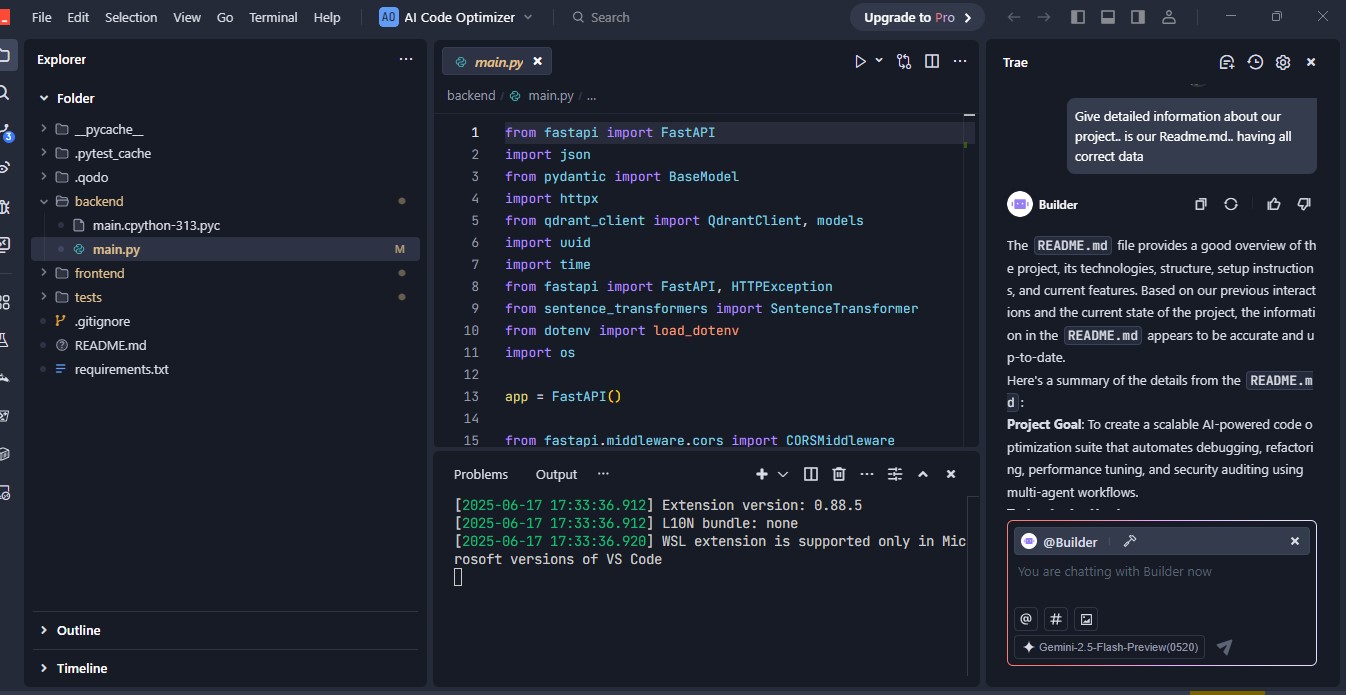 File Edit Selection View Go Terminal Help
AO AI Code Optimizer
Search
Upgrade to Pro
Explorer
Folder
__pycache__
.pytest_cache
.qodo
backend
main.cpython-313.pyc
main.py M
frontend
tests
.gitignore
README.md
requirements.txt
Outline
Timeline
3
main.py
backend / main.py / ...
1 from fastapi import FastAPI
2 import json
3 from pydantic import BaseModel
4 import httpx
5 from qdrant_client import QdrantClient, models
6 import uuid
7 import time
8 from fastapi import FastAPI, HTTPException
9 from sentence_transformers import SentenceTransformer
10 from dotenv import load_dotenv
11 import os
12
13 app = FastAPI()
14
15 from fastapi.middleware.cors import CORSMiddleware
Problems Output ...
[2025-06-17 17:33:36.912] Extension version: 0.88.5
[2025-06-17 17:33:36.912] L10N bundle: none
[2025-06-17 17:33:36.920] WSL extension is supported only in Mic
rosoft versions of VS Code
Trae
Give detailed information about our
project.. is our Readme.md.. having all
correct data
Builder
The README.md file provides a good overview of th
e project, its technologies, structure, setup instruction
s, and current features. Based on our previous interact
ions and the current state of the project, the informati
on in the README.md appears to be accurate and u
p-to-date.
Here's a summary of the details from the README.m
d :
Project Goal: To create a scalable AI-powered code o
ptimization suite that automates debugging, refactori
ng, performance tuning, and security auditing using
multi-agent workflows.
@Builder
You are chatting with Builder now
@ #
Gemini-2.5-Flash-Preview(0520)